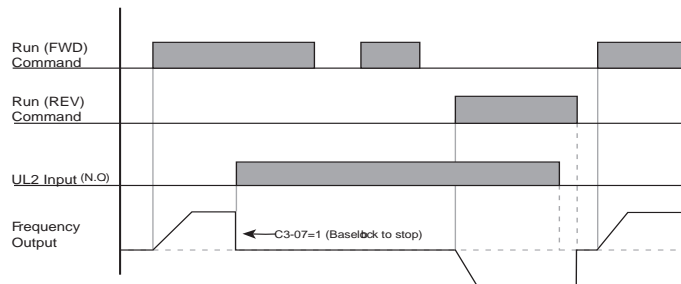 Run (FWD)
Command
Run (REV)
Command
UL2 Input (N.O)
Frequency
Output
C3-07=1 (Baseblock to stop)